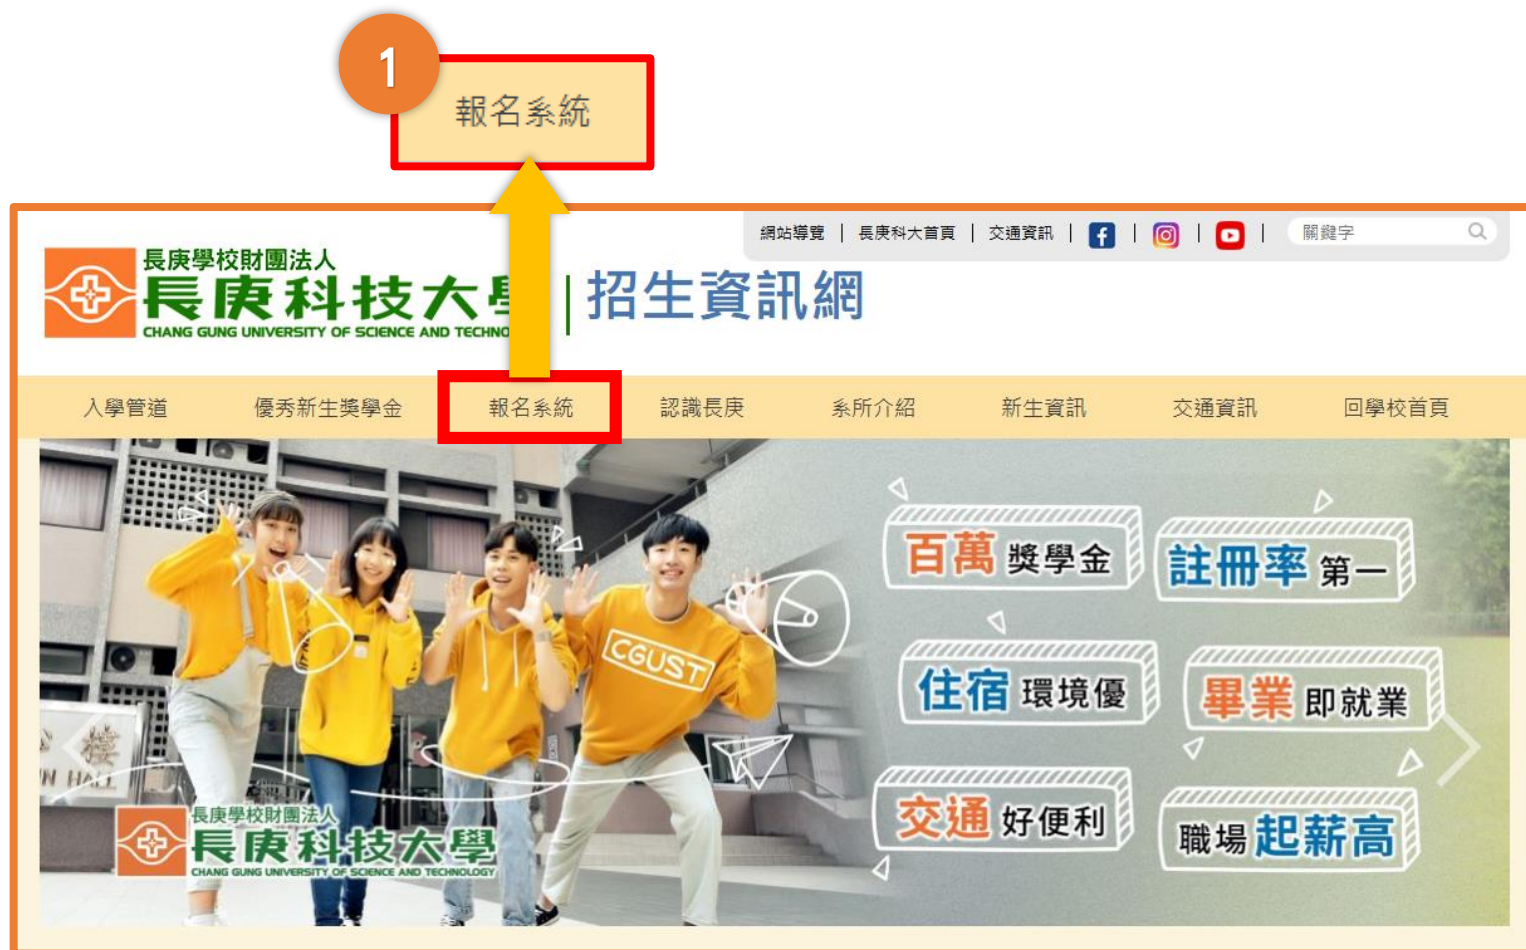 1
報名系統
網站導覽 | 長庚科大首頁 | 交通資訊 | | | | 關鍵字
長庚學校財團法人
長庚科技大學 | 招生資訊網
CHANG GUNG UNIVERSITY OF SCIENCE AND TECHNO
入學管道 優秀新生獎學金 報名系統 認識長庚 系所介紹 新生資訊 交通資訊 回學校首頁
百萬獎學金 註冊率第一
CGUST
住宿環境優 畢業即就業
樓
N HALL
交通好便利 職場起薪高
長庚學校財團法人
長庚科技大學
CHANG GUNG UNIVERSITY OF SCIENCE AND TECHNOLOGY